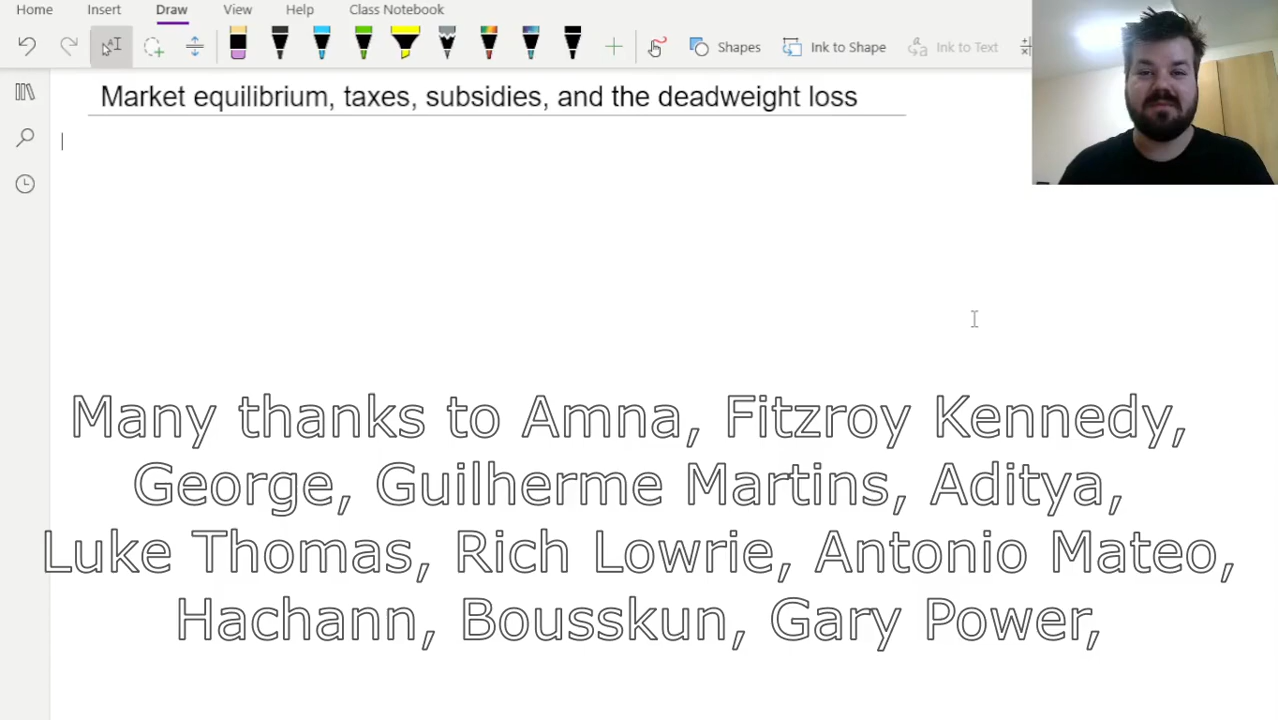 Home Insert Draw View Help Class Notebook
Shapes Ink to Shape Ink to Text
Market equilibrium, taxes, subsidies, and the deadweight loss
Many thanks to Amna, Fitzroy Kennedy,
George, Guilherme Martins, Aditya,
Luke Thomas, Rich Lowrie, Antonio Mateo,
Hachann, Bousskun, Gary Power,